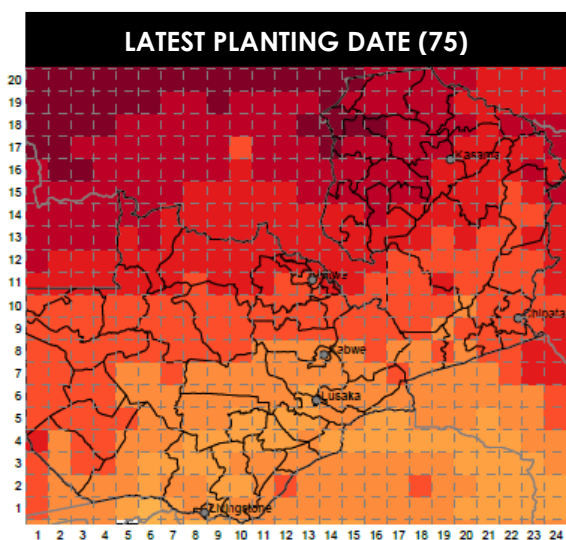 LATEST PLANTING DATE (75)
20
19
18
17
16
Kasama
15
14
13
12
11
10
Chipata
9
8
Kabwe
7
6
Lusaka
5
4
3
2
1
Livingstone
1 2 3 4 5 6 7 8 9 10 11 12 13 14 15 16 17 18 19 20 21 22 23 24